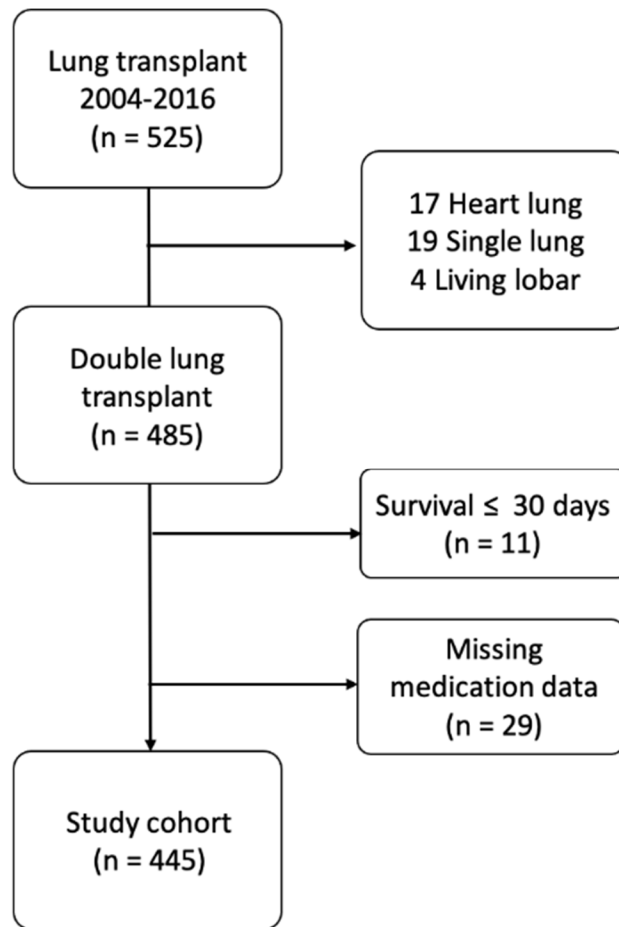 Lung transplant
2004-2016
(n = 525)
17 Heart lung
19 Single lung
4 Living lobar
Double lung
transplant
(n = 485)
Survival ≤ 30 days
(n = 11)
Missing
medication data
(n = 29)
Study cohort
(n = 445)